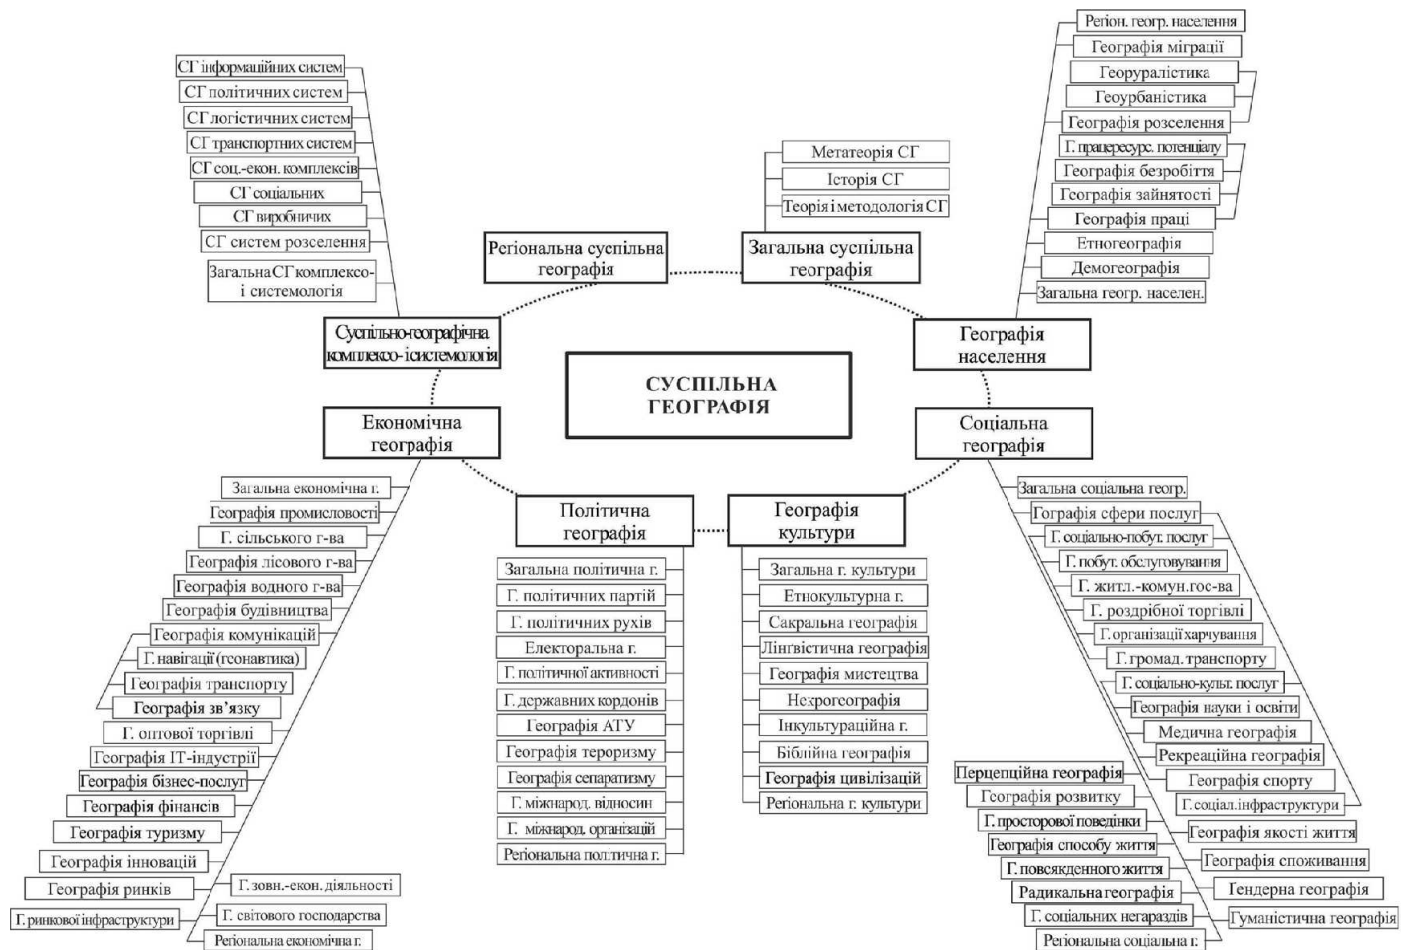 СУСПІЛЬНА
ГЕОГРАФІЯ
Регіональна суспільна
географія
Загальна суспільна
географія
Метатеорія СГ
Історія СГ
Теорія і методологія СГ
Географія
населення
Регіон. геогр. населення
Географія міграції
Георуралістика
Геоурбаністика
Географія розселення
Г. працересурс. потенціалу
Географія безробіття
Географія зайнятості
Географія праці
Етногеографія
Демогеографія
Загальна геогр. населен.
Соціальна
географія
Загальна соціальна геогр.
Гографія сфери послуг
Г. соціально-побут. послуг
Г. побут. обслуговування
Г. житл.-комун.гос-ва
Г. роздрібної торгівлі
Г. організації харчування
Г. громад. транспорту
Г. соціально-культ. послуг
Географія науки і освіти
Медична географія
Рекреаційна географія
Географія спорту
Г. соціал. інфраструктури
Географія якості життя
Географія споживання
Гендерна географія
Гуманістична географія
Перцепційна географія
Географія розвитку
Г. просторової поведінки
Географія способу життя
Г. повсякденного життя
Радикальна географія
Г. соціальних негараздів
Регіональна соціальна г.
Географія
культури
Загальна г. культури
Етнокультурна г.
Сакральна географія
Лінгвістична географія
Географія мистецтва
Некрогеографія
Інкультураційна г.
Біблійна географія
Географія цивілізацій
Регіональна г. культури
Політична
географія
Загальна політична г.
Г. політичних партій
Г. політичних рухів
Електоральна г.
Г. політичної активності
Г. державних кордонів
Географія АТУ
Географія тероризму
Географія сепаратизму
Г. міжнарод. відносин
Г. міжнарод. організацій
Регіональна політична г.
Економічна
географія
Загальна економічна г.
Географія промисловості
Г. сільського г-ва
Географія лісового г-ва
Географія водного г-ва
Географія будівництва
Географія комунікацій
Г. навігації (геонавтика)
Географія транспорту
Географія зв’язку
Г. оптової торгівлі
Географія ІТ-індустрії
Географія бізнес-послуг
Географія фінансів
Географія туризму
Географія інновацій
Географія ринків
Г. ринкової інфраструктури
Г. зовн.-екон. діяльності
Г. світового господарства
Регіональна економічна г.
Суспільно-географічна
комплексо- і системологія
СГ інформаційних систем
СГ політичних систем
СГ логістичних систем
СГ транспортних систем
СГ соц.-екон. комплексів
СГ соціальних
СГ виробничих
СГ систем розселення
Загальна СГ комплексо-
і системологія